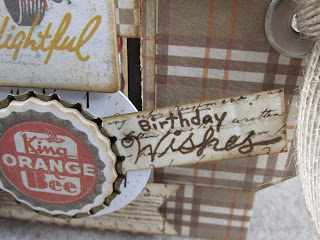 lightful
Birthday
Wishes
King
ORANGE
Bee